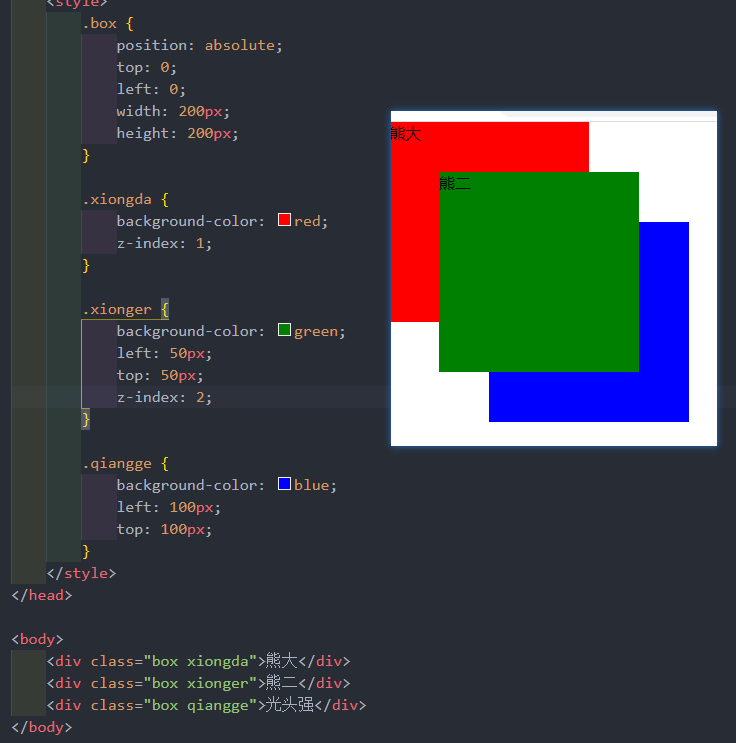 <style>
.box {
position: absolute;
top: 0;
left: 0;
width: 200px;
height: 200px;
}
.xiongda {
background-color: red;
z-index: 1;
}
.xionger {
background-color: green;
left: 50px;
top: 50px;
z-index: 2;
}
.qiangge {
background-color: blue;
left: 100px;
top: 100px;
}
</style>
</head>
<body>
<div class="box xiongda">熊大</div>
<div class="box xionger">熊二</div>
<div class="box qiangge">光头强</div>
</body>
熊大
熊二